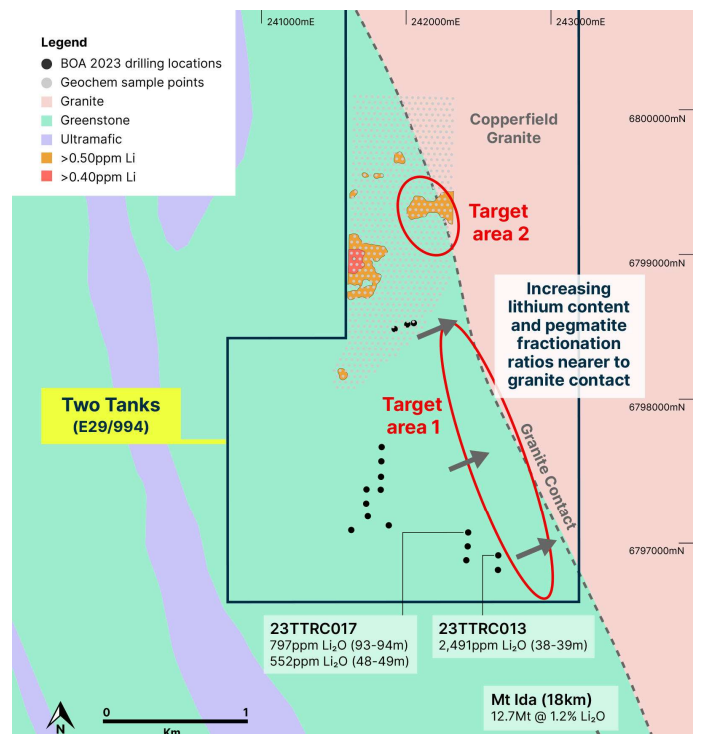 241000mE
242000mE
243000mE
Legend
BOA 2023 drilling locations
Geochem sample points
Granite
Greenstone
Ultramafic
>0.50ppm Li
>0.40ppm Li
6800000mN
Copperfield
Granite
Target
area 2
6799000mN
Increasing
lithium content
and pegmatite
fractionation
ratios nearer to
granite contact
Two Tanks
(E29/994)
Target
area 1
6798000mN
Granite Contact
6797000mN
23TTRC017
797ppm Li₂O (93-94m)
552ppm Li₂O (48-49m)
23TTRC013
2,491ppm Li₂O (38-39m)
Mt Ida (18km)
12.7Mt @ 1.2% Li₂O
N
0
1
Km